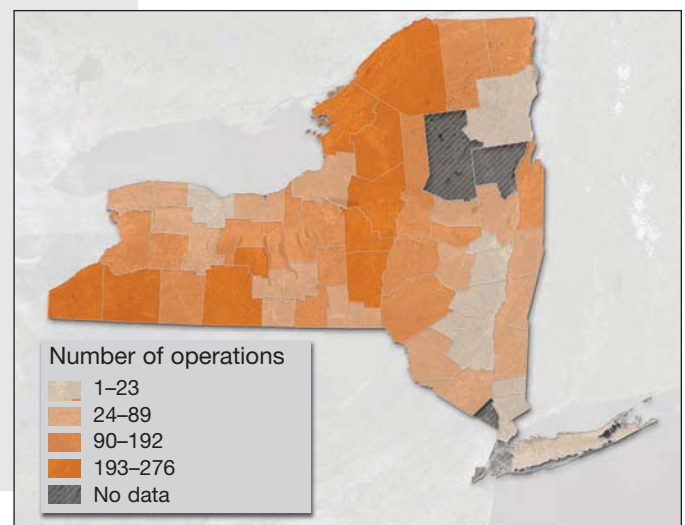 Number of operations
1–23
24–89
90–192
193–276
No data